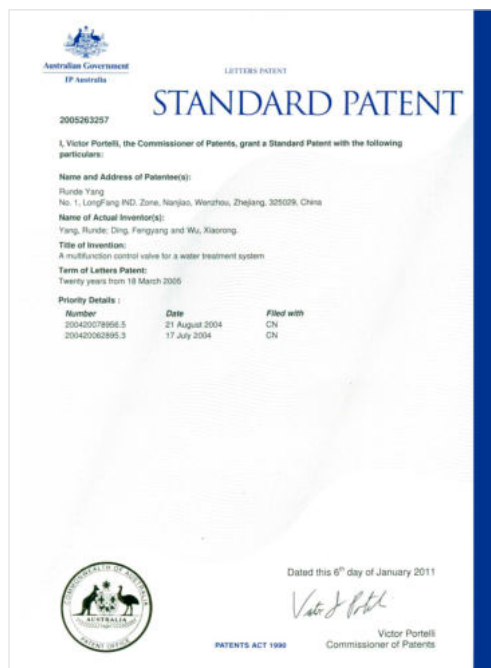 Australian Government
IP Australia
LETTERS PATENT
STANDARD PATENT
2005263257
I, Victor Portelli, the Commissioner of Patents, grant a Standard Patent with the following
particulars:
Name and Address of Patentee(s):
Runde Yang
No. 1, LongFang IND. Zone, Nanjiao, Wenzhou, Zhejiang, 325029, China
Name of Actual Inventor(s):
Yang, Runde; Ding, Fengyang and Wu, Xiaorong.
Title of Invention:
A multifunction control valve for a water treatment system
Term of Letters Patent:
Twenty years from 18 March 2005
Priority Details :
Number Date Filed with
200420078956.5 21 August 2004 CN
200420062895.3 17 July 2004 CN
Dated this 6th day of January 2011
Victor Portelli
Commissioner of Patents
PATENTS ACT 1990
COMMONWEALTH OF AUSTRALIA
AUSTRALIA
PATENT OFFICE